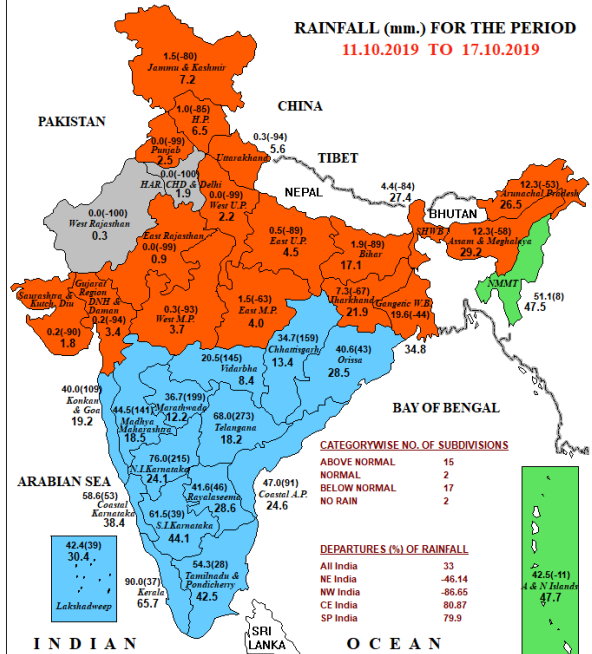 RAINFALL (mm.) FOR THE PERIOD
11.10.2019 TO 17.10.2019
1.5(-80)
Jammu & Kashmir
7.2
CHINA
1.0(-85)
H.P.
6.5
PAKISTAN
0.0(-99)
Punjab
2.5
0.3(-94)
5.6
Uttarakhand
TIBET
0.0(-100)
HAR. CHD & Delhi
1.9
NEPAL
4.4(-84)
27.4
12.3(-53)
Arunachal Pradesh
26.5
0.0(-99)
West U.P.
2.2
BHUTAN
0.0(-100)
West Rajasthan
0.3
East Rajasthan
0.0(-99)
0.9
0.5(-89)
East U.P.
4.5
1.9(-89)
Bihar
17.1
SHWB
12.3(-58)
Assam & Meghalaya
29.2
NMMT
51.1(8)
47.5
Saurashtra &
Kutch, Diu
0.2(-90)
1.8
Gujarat
Region
DNH &
Daman
0.2(-94)
3.4
0.3(-93)
West M.P.
3.7
1.5(-63)
East M.P.
4.0
7.3(-67)
Jharkhand
21.9
Gangetic W.B.
19.6(-44)
34.8
20.5(145)
Vidarbha
8.4
34.7(159)
Chhattisgarh
13.4
40.6(43)
Orissa
28.5
40.0(109)
Konkan
& Goa
19.2
44.5(141)
Madhya
Maharashtra
18.5
36.7(199)
Marathwada
12.2
68.0(273)
Telangana
18.2
BAY OF BENGAL
76.0(215)
N.I.Karnataka
24.1
CATEGORYWISE NO. OF SUBDIVISIONS
ABOVE NORMAL 15
NORMAL 2
BELOW NORMAL 17
NO RAIN 2
ARABIAN SEA
58.6(53)
Coastal
Karnataka
38.4
41.6(46)
Rayalaseema
28.6
47.0(91)
Coastal A.P.
24.6
61.5(39)
S.I.Karnataka
44.1
42.4(39)
30.4
Lakshadweep
90.0(37)
Kerala
65.7
54.3(28)
Tamilnadu &
Pondicherry
42.5
DEPARTURES (%) OF RAINFALL
All India 33
NE India -46.14
NW India -86.65
CE India 80.87
SP India 79.9
42.5(-11)
A & N Islands
47.7
SRI
LANKA
INDIAN OCEAN